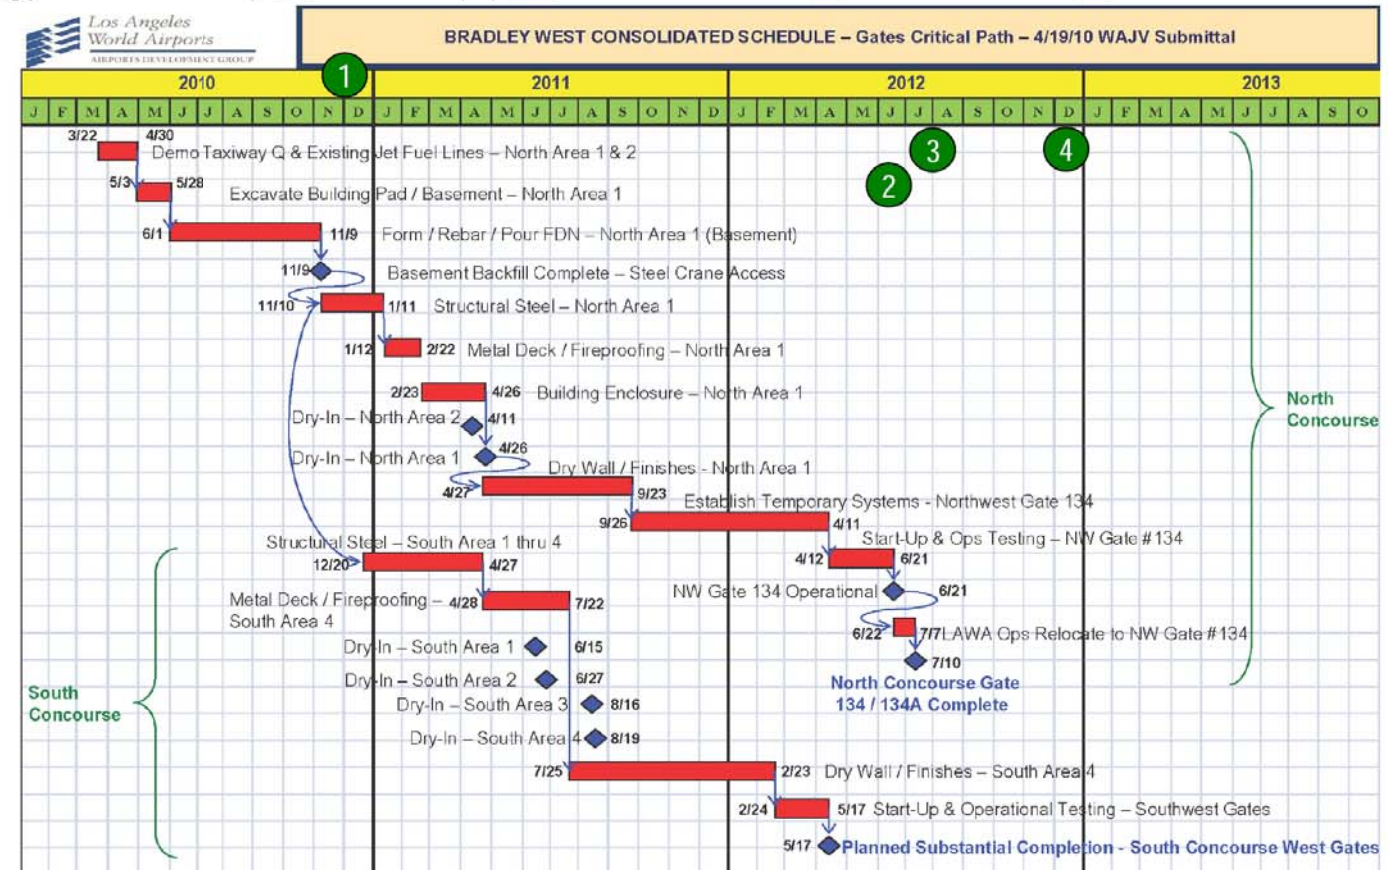 Los Angeles
World Airports
AIRPORTS DEVELOPMENT GROUP
BRADLEY WEST CONSOLIDATED SCHEDULE – Gates Critical Path – 4/19/10 WAJV Submittal
1
2010 2011 2012 2013
J F M A M J J A S O N D J F M A M J J A S O N D J F M A M J J A S O N D J F M A M J J A S O
3/22 4/30
Demo Taxiway Q & Existing Jet Fuel Lines – North Area 1 & 2
3
4
2
5/3 5/28 Excavate Building Pad / Basement – North Area 1
6/1 11/9 Form / Rebar / Pour FDN – North Area 1 (Basement)
11/9 Basement Backfill Complete – Steel Crane Access
11/10 1/11 Structural Steel – North Area 1
1/12 2/22 Metal Deck / Fireproofing – North Area 1
2/23 4/26 Building Enclosure – North Area 1
North
Concourse
Dry-In – North Area 2 4/11
Dry-In – North Area 1 4/26
Dry Wall / Finishes - North Area 1
4/27 9/23
Establish Temporary Systems - Northwest Gate 134
9/26 4/11
Start-Up & Ops Testing – NW Gate #134
4/12 6/21
Structural Steel – South Area 1 thru 4
12/20 4/27
NW Gate 134 Operational 6/21
Metal Deck / Fireproofing – 4/28 7/22
South Area 4
6/22 7/7 LAWA Ops Relocate to NW Gate #134
Dry-In – South Area 1 6/15
7/10
Dry-In – South Area 2 6/27
North Concourse Gate
134 / 134A Complete
South
Concourse
Dry-In – South Area 3 8/16
Dry-In – South Area 4 8/19
7/25 2/23 Dry Wall / Finishes – South Area 4
2/24 5/17 Start-Up & Operational Testing – Southwest Gates
5/17 Planned Substantial Completion - South Concourse West Gates